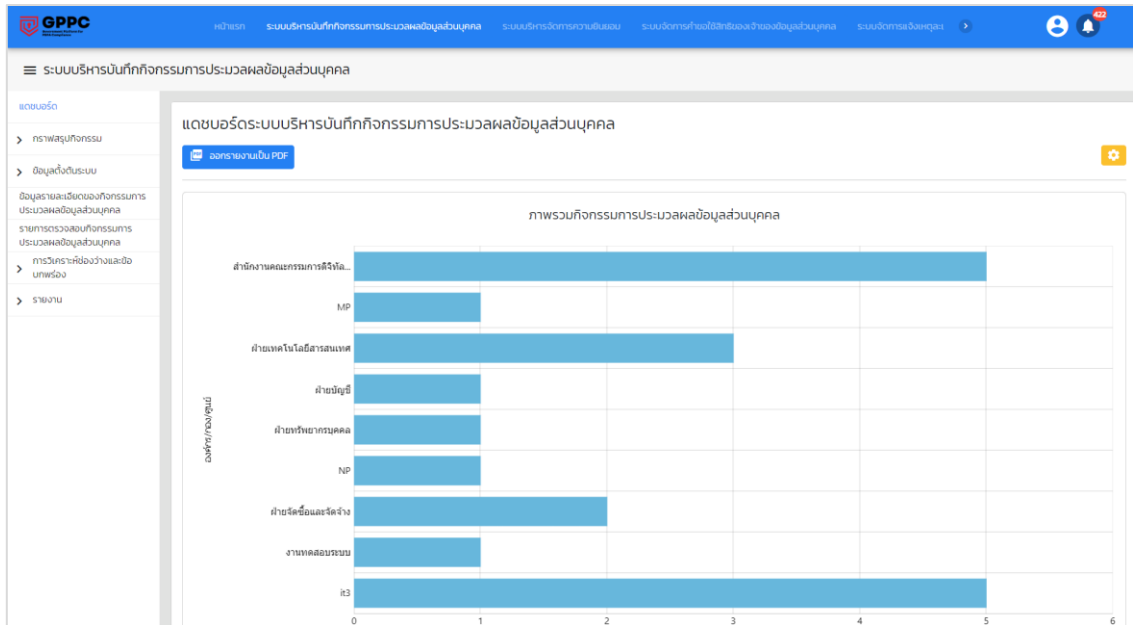 GPPC
Government Platform for
PDPA Compliance
หน้าแรก
ระบบบริหารบันทึกกิจกรรมการประมวลผลข้อมูลส่วนบุคคล
ระบบบริหารจัดการความยินยอม
ระบบจัดการคำขอใช้สิทธิของเจ้าของข้อมูลส่วนบุคคล
ระบบจัดการแจ้งเหตุละเ
422
ระบบบริหารบันทึกกิจกรรมการประมวลผลข้อมูลส่วนบุคคล
แดชบอร์ด
กราฟสรุปกิจกรรม
ข้อมูลตั้งต้นระบบ
ข้อมูลรายละเอียดของกิจกรรมการ
ประมวลผลข้อมูลส่วนบุคคล
รายการตรวจสอบกิจกรรมการ
ประมวลผลข้อมูลส่วนบุคคล
การวิเคราะห์ช่องว่างและข้อ
บกพร่อง
รายงาน
แดชบอร์ดระบบบริหารบันทึกกิจกรรมการประมวลผลข้อมูลส่วนบุคคล
PDF ออกรายงานเป็น PDF
ภาพรวมกิจกรรมการประมวลผลข้อมูลส่วนบุคคล
องค์กร/กอง/ศูนย์
สำนักงานคณะกรรมการดิจิทัล...
MP
ฝ่ายเทคโนโลยีสารสนเทศ
ฝ่ายบัญชี
ฝ่ายทรัพยากรบุคคล
NP
ฝ่ายจัดซื้อและจัดจ้าง
งานทดสอบระบบ
it3
0 1 2 3 4 5 6